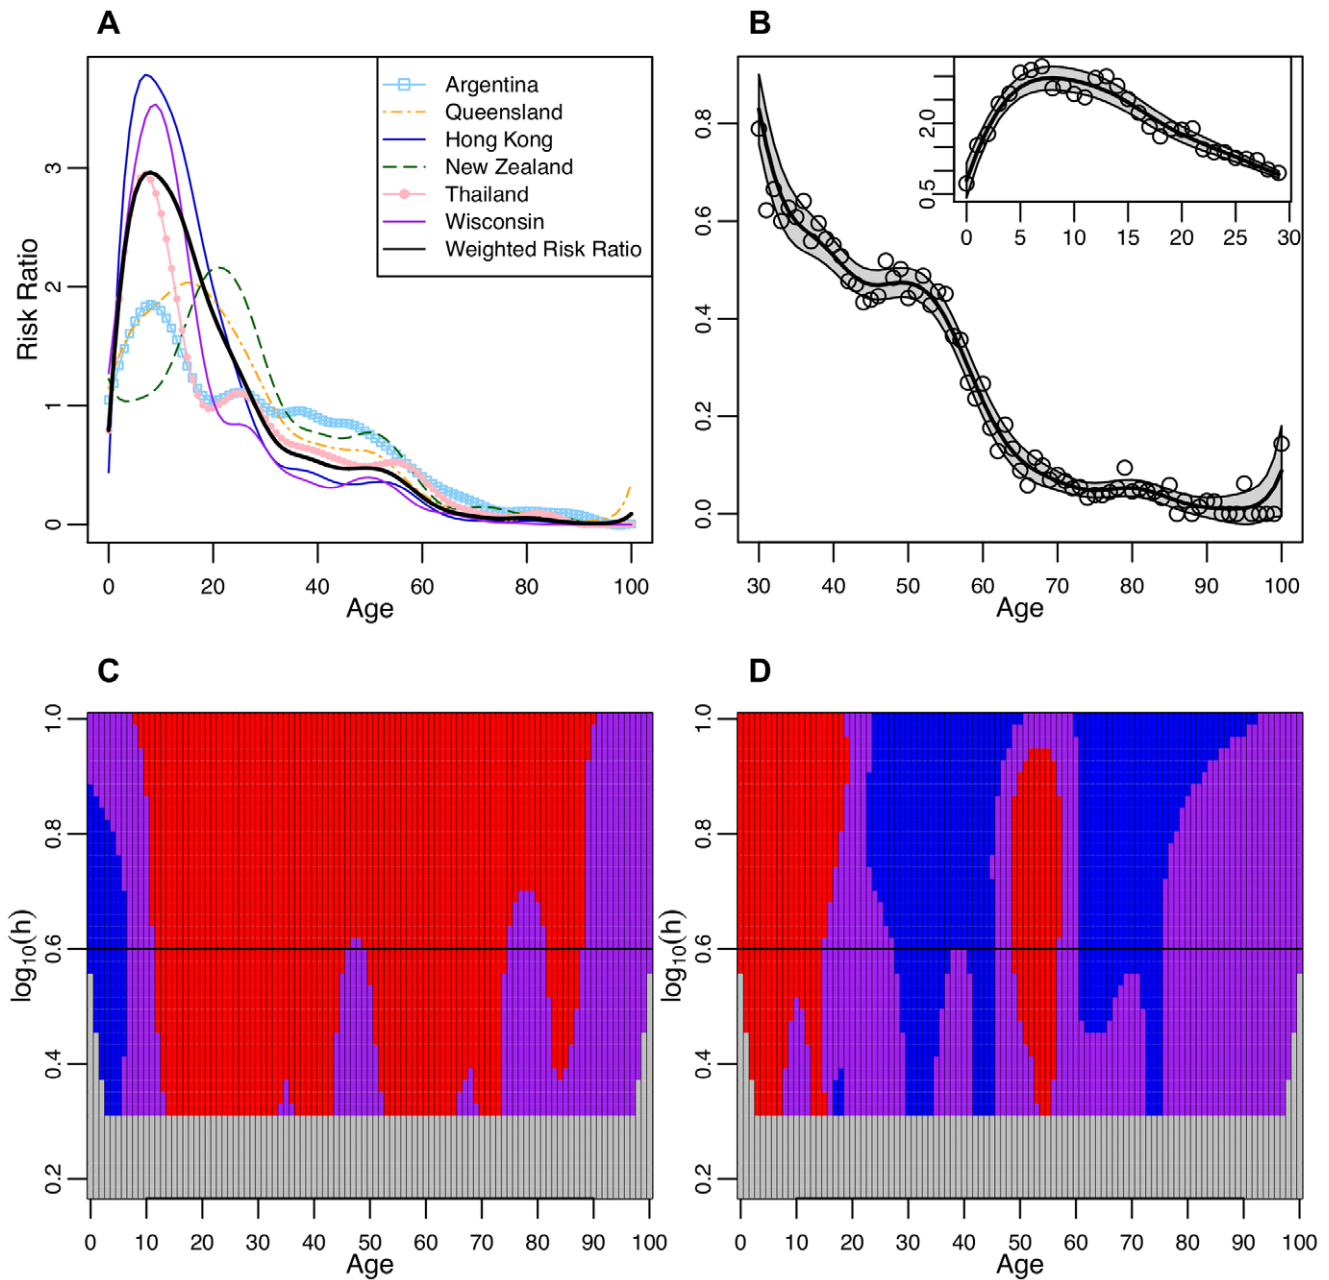 A
B
Argentina
Queensland
Hong Kong
New Zealand
Thailand
Wisconsin
Weighted Risk Ratio
Risk Ratio
3
2
1
0
0 20 40 60 80 100
Age
0.8
0.6
0.4
0.2
0.0
2.0
0.5
0 5 10 15 20 25 30
30 40 50 60 70 80 90 100
Age
C
D
log10(h)
1.0
0.8
0.6
0.4
0.2
0 10 20 30 40 50 60 70 80 90 100
Age
log10(h)
1.0
0.8
0.6
0.4
0.2
0 10 20 30 40 50 60 70 80 90 100
Age